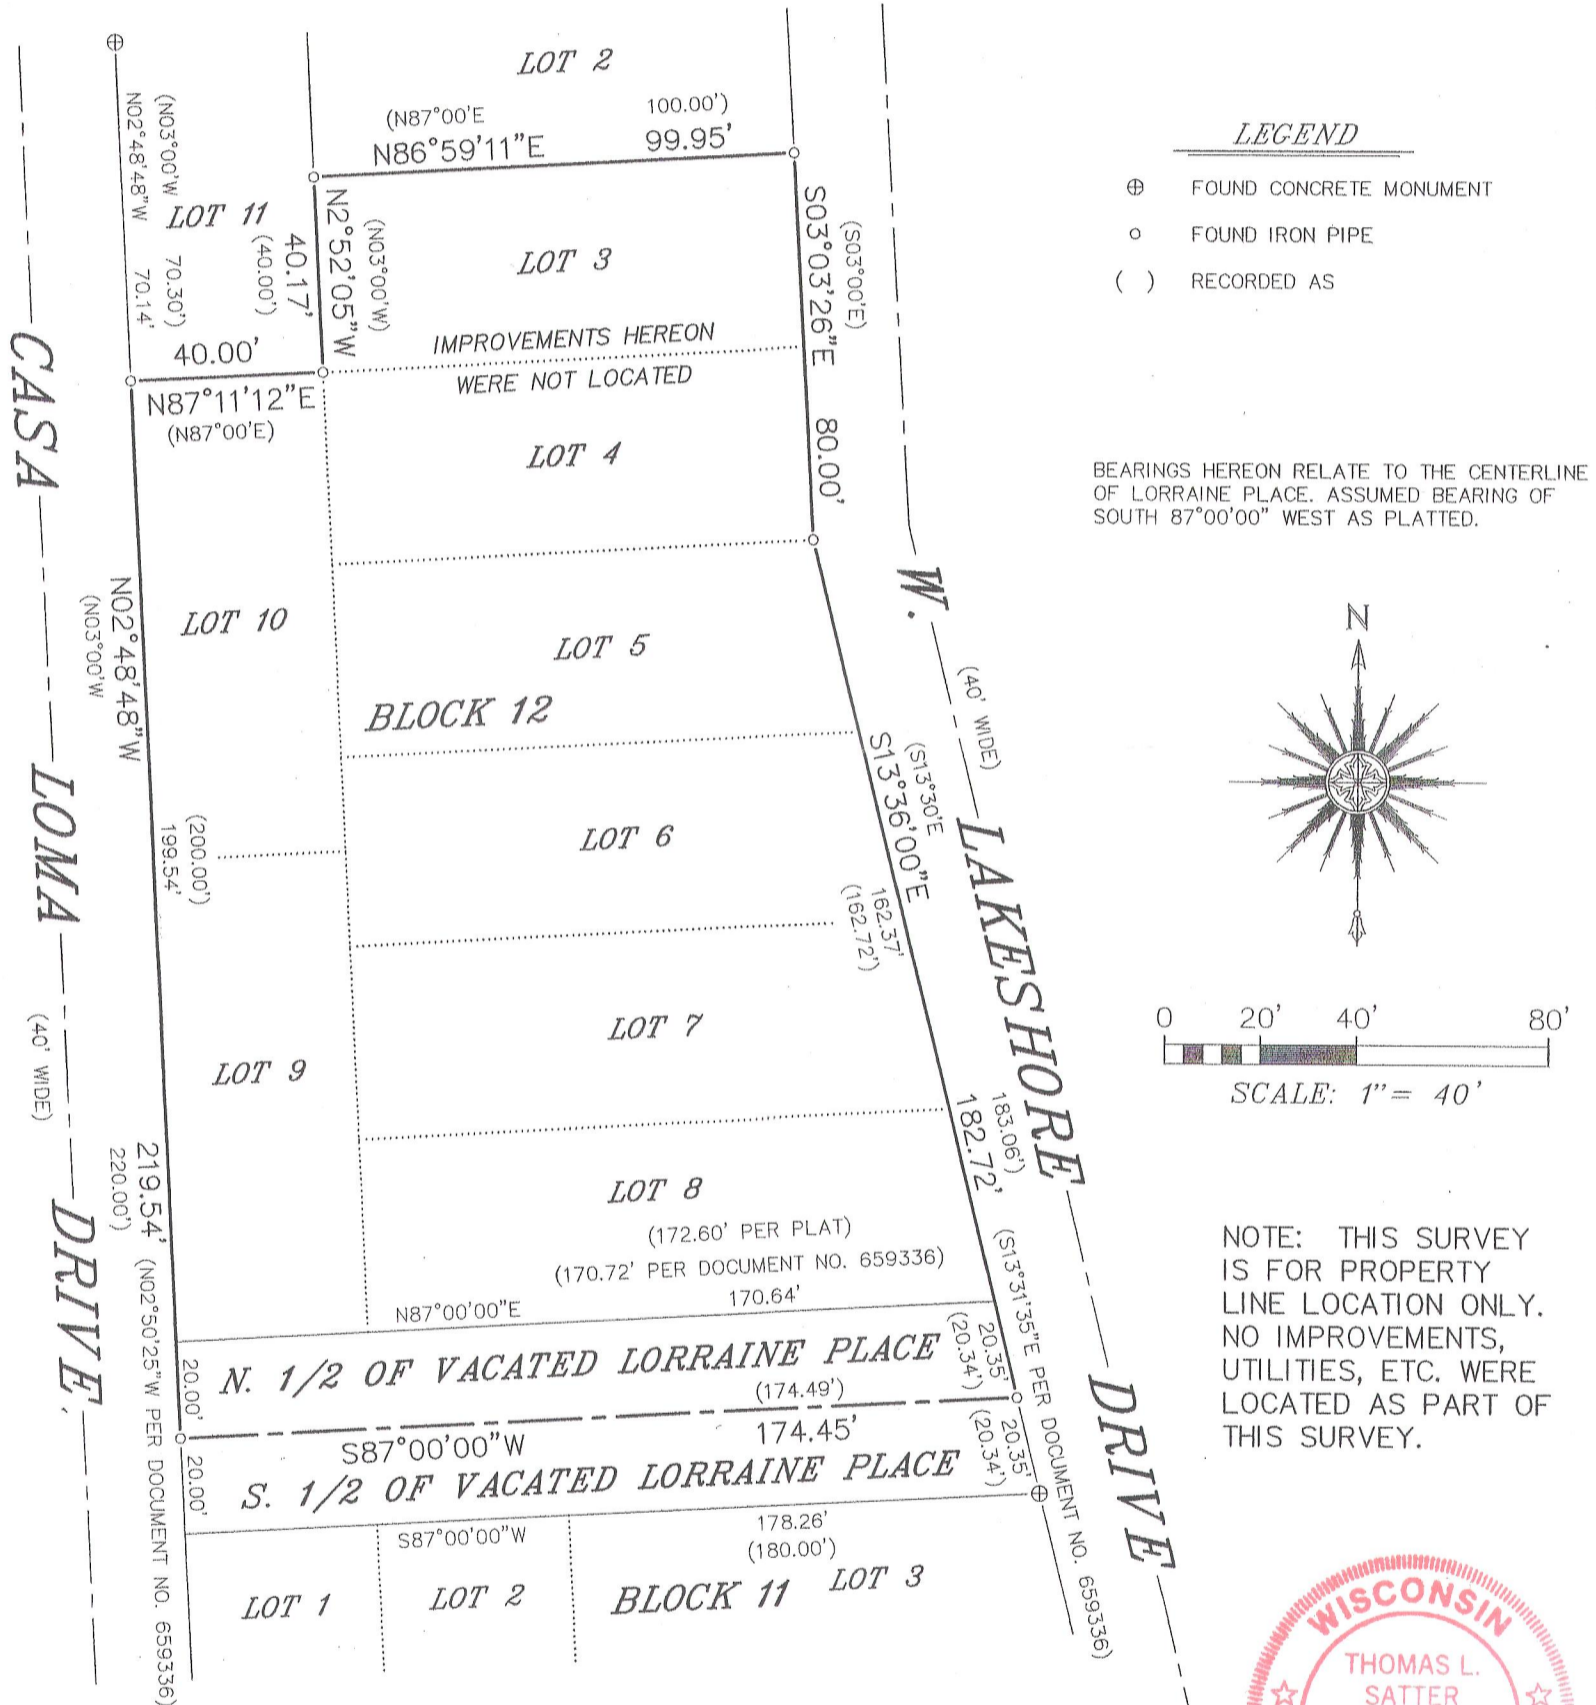 LOT 2
(N87°00'E 100.00')
N86°59'11"E 99.95'
(N03°00'W 70.30')
N02°48'48"W 70.14'
LOT 11
40.17'
(40.00')
N2°52'05"W
(N03°00'W)
LOT 3
S03°03'26"E 80.00'
(S03°00'E)
IMPROVEMENTS HEREON
WERE NOT LOCATED
40.00'
N87°11'12"E
(N87°00'E)
LOT 4
LEGEND
⊕ FOUND CONCRETE MONUMENT
○ FOUND IRON PIPE
( ) RECORDED AS
BEARINGS HEREON RELATE TO THE CENTERLINE
OF LORRAINE PLACE. ASSUMED BEARING OF
SOUTH 87°00'00" WEST AS PLATTED.
N
CASA LOMA DRIVE
(40' WIDE)
W. LAKESHORE DRIVE
(40' WIDE)
N02°48'48"W
(N03°00'W
LOT 10
LOT 5
BLOCK 12
(S13°30'E
S13°36'00"E
LOT 6
(200.00')
199.54'
162.37'
(162.72')
LOT 7
LOT 9
0 20' 40' 80'
SCALE: 1"= 40'
183.06')
182.72'
219.54'
220.00')
LOT 8
(172.60' PER PLAT)
(170.72' PER DOCUMENT NO. 659336)
N87°00'00"E 170.64'
(N02°50'25"W PER DOCUMENT NO. 659336)
(S13°31'35"E PER DOCUMENT NO. 659336)
20.00'
N. 1/2 OF VACATED LORRAINE PLACE
(174.49')
20.35'
(20.34')
S87°00'00"W 174.45'
20.00'
S. 1/2 OF VACATED LORRAINE PLACE
20.35'
(20.34')
S87°00'00"W 178.26'
(180.00')
LOT 1
LOT 2
BLOCK 11
LOT 3
NOTE: THIS SURVEY
IS FOR PROPERTY
LINE LOCATION ONLY.
NO IMPROVEMENTS,
UTILITIES, ETC. WERE
LOCATED AS PART OF
THIS SURVEY.
WISCONSIN
THOMAS L.
SATTER